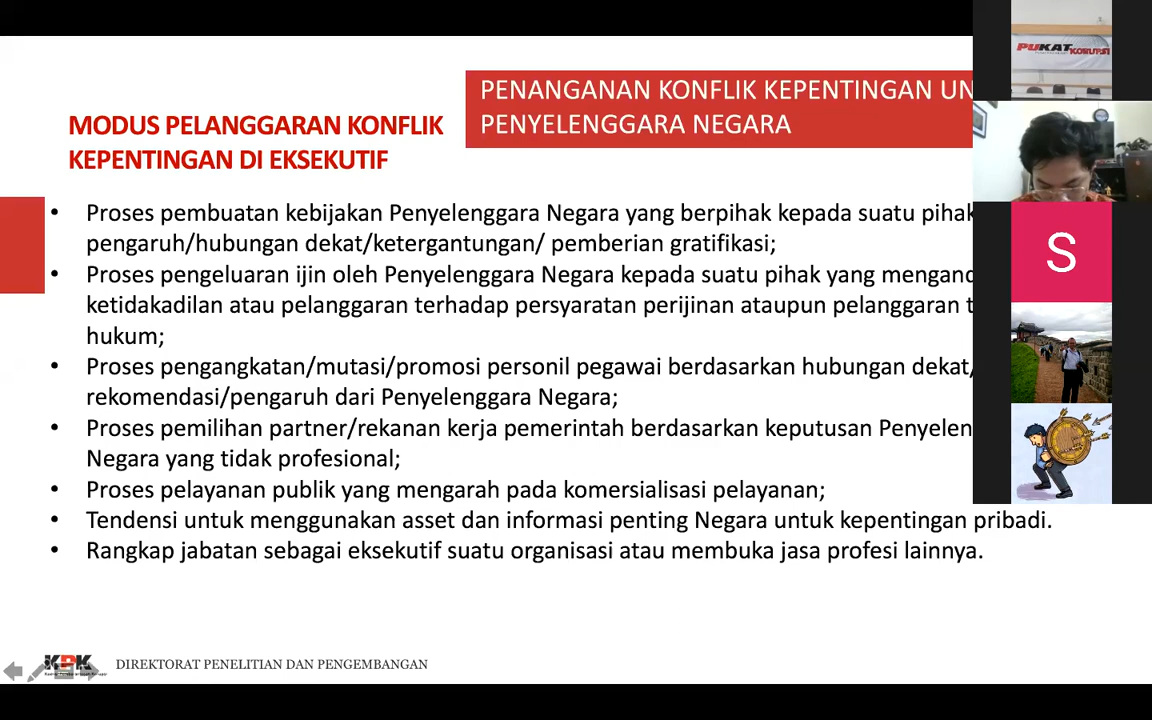 PENANGANAN KONFLIK KEPENTINGAN
PENYELENGGARA NEGARA
MODUS PELANGGARAN KONFLIK
KEPENTINGAN DI EKSEKUTIF
• Proses pembuatan kebijakan Penyelenggara Negara yang berpihak kepada suatu pihak
pengaruh/hubungan dekat/ketergantungan/ pemberian gratifikasi;
• Proses pengeluaran ijin oleh Penyelenggara Negara kepada suatu pihak yang
ketidakadilan atau pelanggaran terhadap persyaratan perijinan ataupun pelanggaran
hukum;
• Proses pengangkatan/mutasi/promosi personil pegawai berdasarkan hubungan dekat/
rekomendasi/pengaruh dari Penyelenggara Negara;
• Proses pemilihan partner/rekanan kerja pemerintah berdasarkan keputusan
Negara yang tidak profesional;
• Proses pelayanan publik yang mengarah pada komersialisasi pelayanan;
• Tendensi untuk menggunakan asset dan informasi penting Negara untuk kepentingan pribadi.
• Rangkap jabatan sebagai eksekutif suatu organisasi atau membuka jasa profesi lainnya.
KPK
DIREKTORAT PENELITIAN DAN PENGEMBANGAN
PUKAT KORUPSI
S